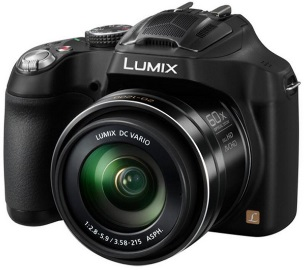 LUMIX
60x
LUMIX DC VARIO
1:2.8-5.9 / 3.58-215 ASPH.
L